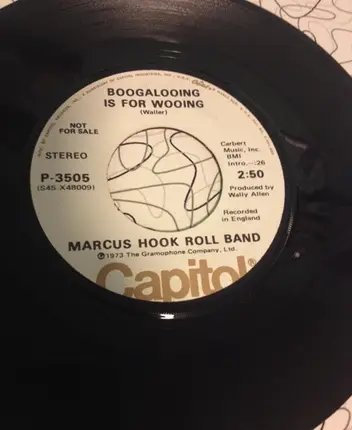 BOOGALOOING
IS FOR WOOING
(Waller)
NOT
FOR SALE
STEREO
P-3505
(S45-X48009)
Carbert
Music, Inc.
BMI
Intro.—:26
2:50
Produced by
Wally Allen
Recorded
in England
MARCUS HOOK ROLL BAND
℗1973 The Gramophone Company, Ltd.
Capitol®